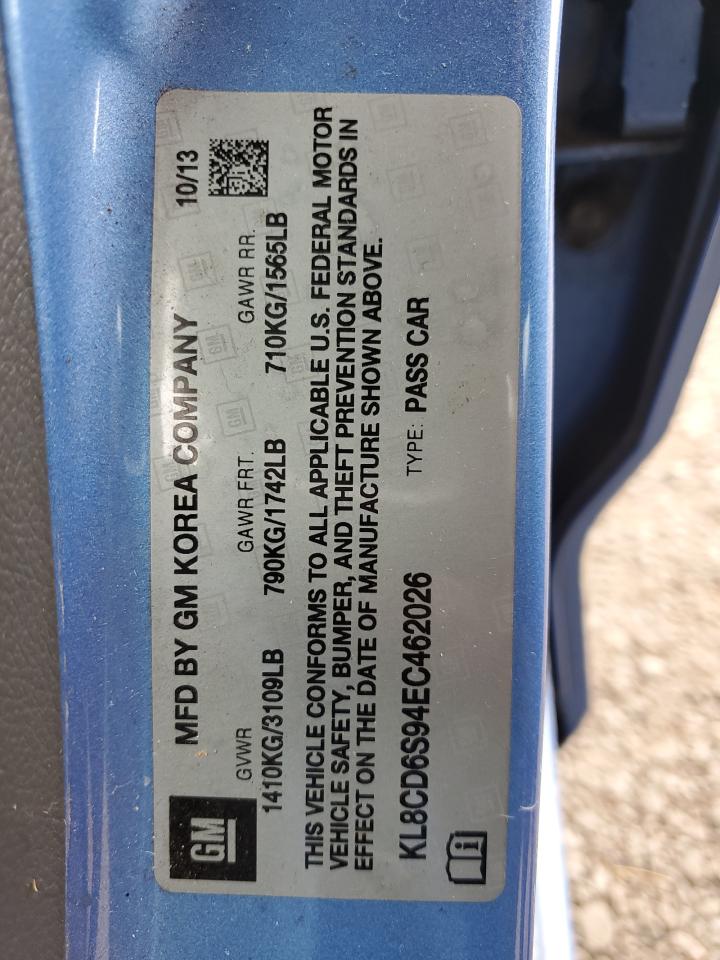 GM
MFD BY GM KOREA COMPANY 10/13
GVWR GAWR FRT. GAWR RR.
1410KG/3109LB 790KG/1742LB 710KG/1565LB
THIS VEHICLE CONFORMS TO ALL APPLICABLE U.S. FEDERAL MOTOR
VEHICLE SAFETY, BUMPER, AND THEFT PREVENTION STANDARDS IN
EFFECT ON THE DATE OF MANUFACTURE SHOWN ABOVE.
KL8CD6S94EC462026 TYPE: PASS CAR